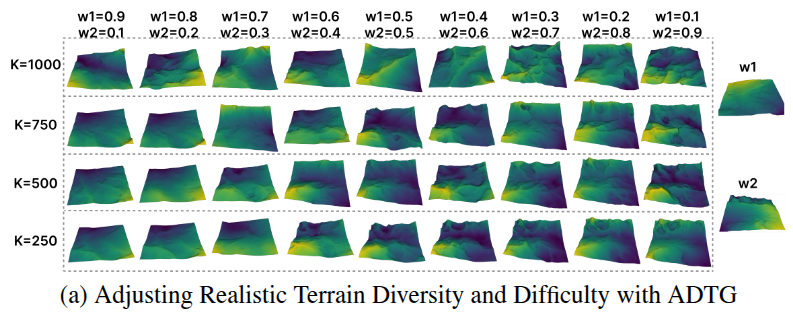 w1=0.9 w1=0.8 w1=0.7 w1=0.6 w1=0.5 w1=0.4 w1=0.3 w1=0.2 w1=0.1
w2=0.1 w2=0.2 w2=0.3 w2=0.4 w2=0.5 w2=0.6 w2=0.7 w2=0.8 w2=0.9
K=1000
w1
K=750
K=500
w2
K=250
(a) Adjusting Realistic Terrain Diversity and Difficulty with ADTG